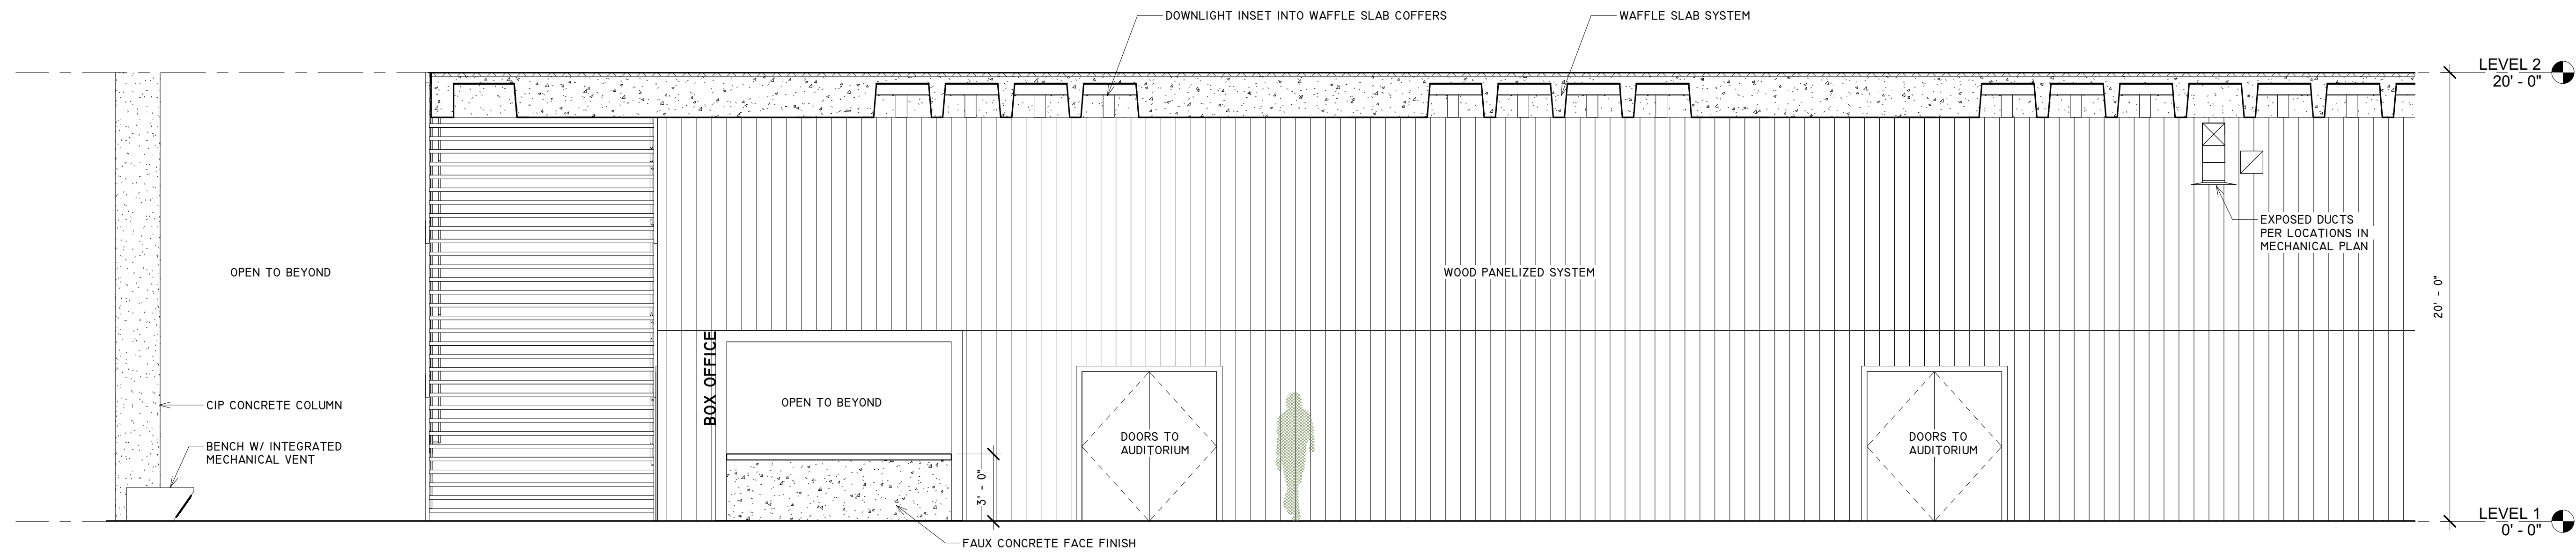 DOWNLIGHT INSET INTO WAFFLE SLAB COFFERS
WAFFLE SLAB SYSTEM
LEVEL 2
20' - 0"
EXPOSED DUCTS
PER LOCATIONS IN
MECHANICAL PLAN
OPEN TO BEYOND
WOOD PANELIZED SYSTEM
20' - 0"
BOX OFFICE
OPEN TO BEYOND
CIP CONCRETE COLUMN
BENCH W/ INTEGRATED
MECHANICAL VENT
DOORS TO
AUDITORIUM
DOORS TO
AUDITORIUM
3' - 0"
LEVEL 1
0' - 0"
FAUX CONCRETE FACE FINISH